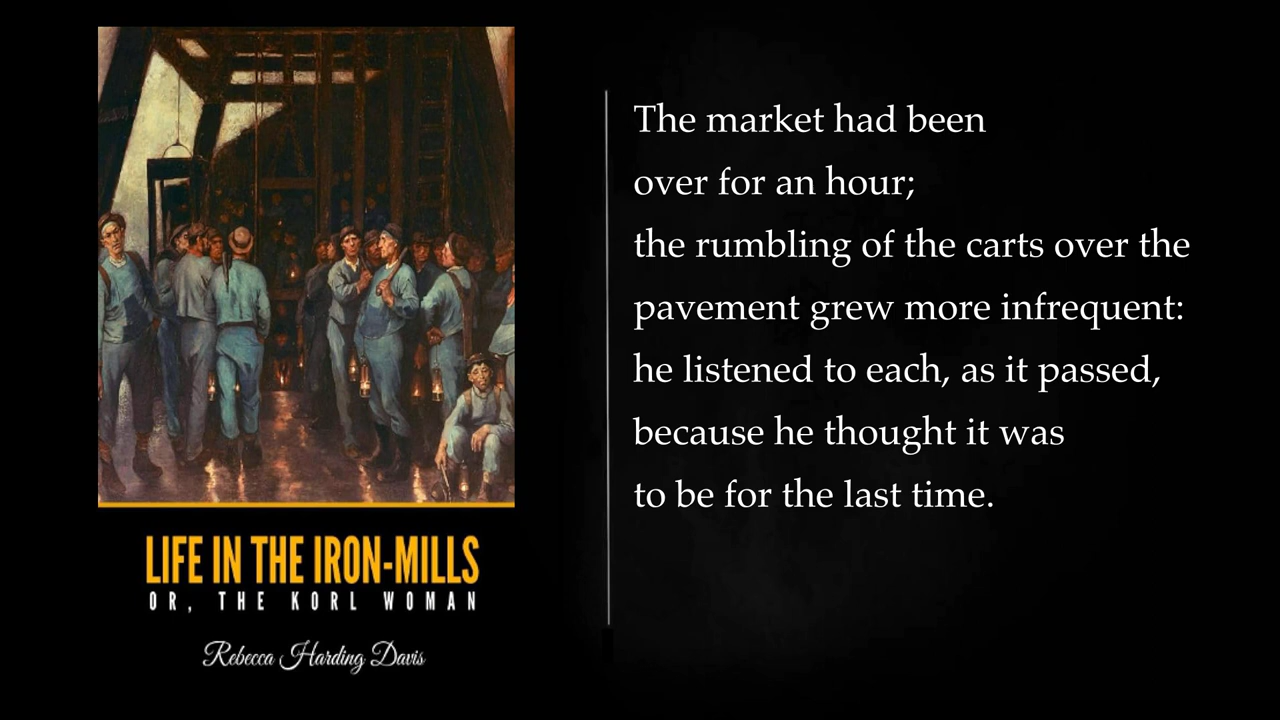 LIFE IN THE IRON-MILLS
OR, THE KORL WOMAN
Rebecca Harding Davis
The market had been
over for an hour;
the rumbling of the carts over the
pavement grew more infrequent:
he listened to each, as it passed,
because he thought it was
to be for the last time.